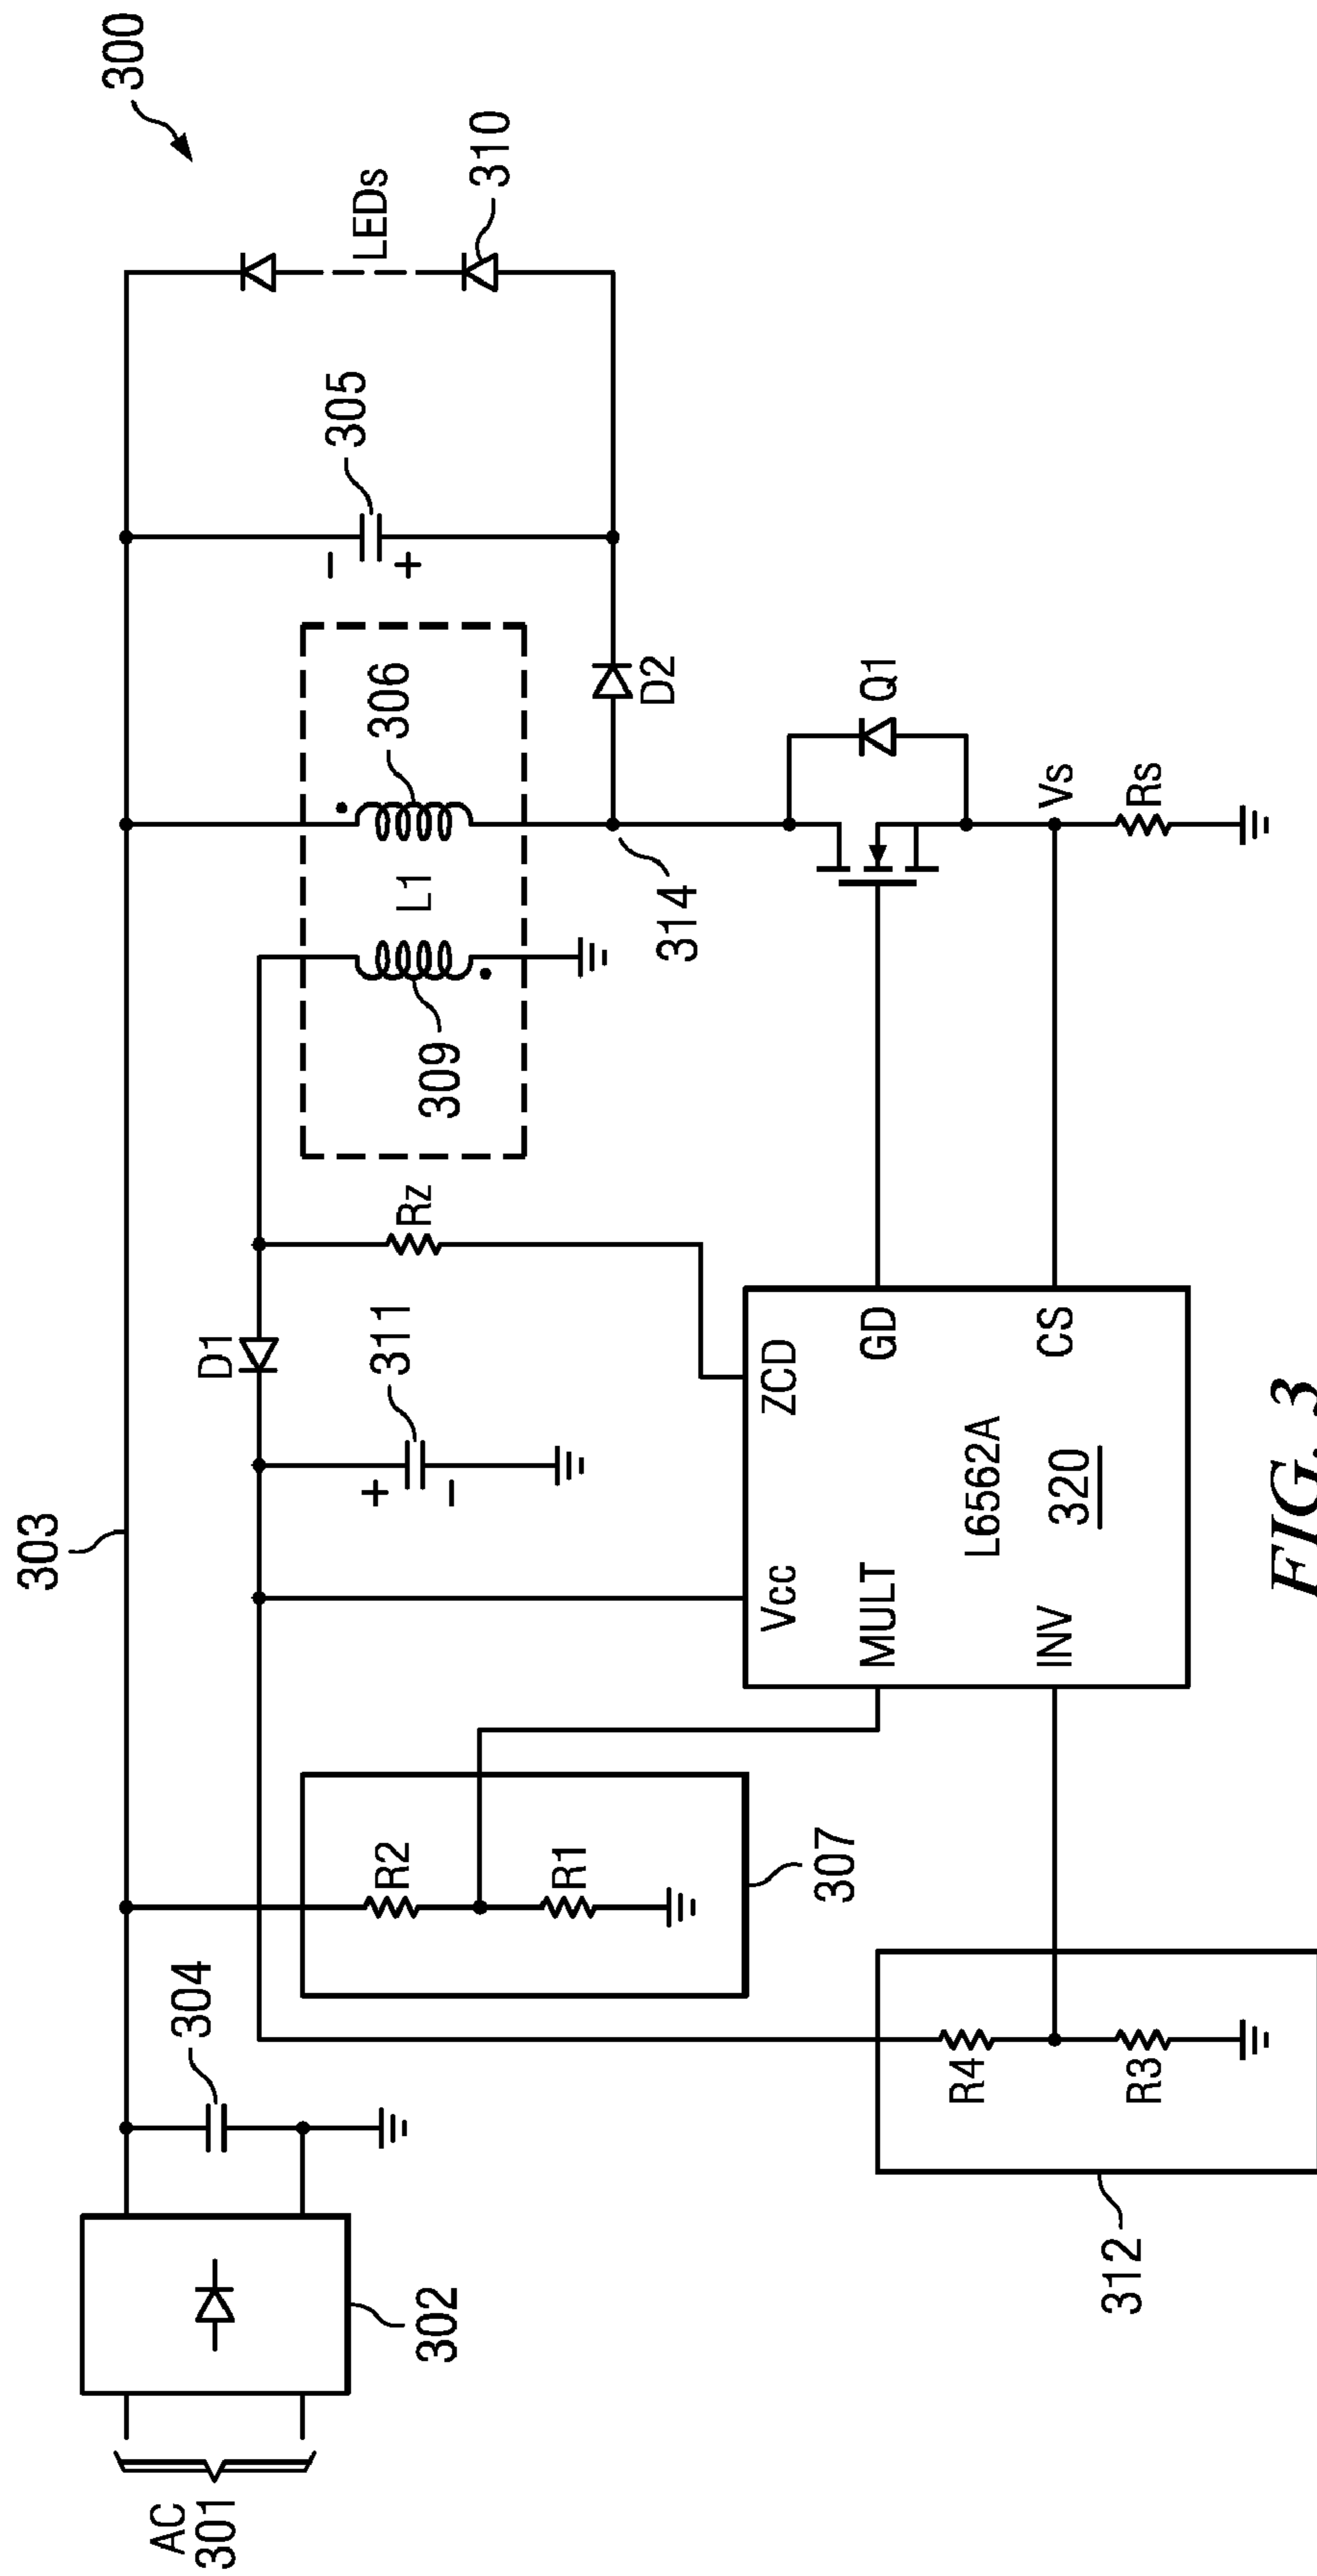 300
303
AC
301
302
304
R2
R1
307
R4
R3
312
D1
+
311
−
Rz
Vcc
ZCD
MULT
GD
L6562A
320
INV
CS
309
L1
306
314
D2
−
305
+
LEDs
310
Q1
Vs
Rs
FIG. 3